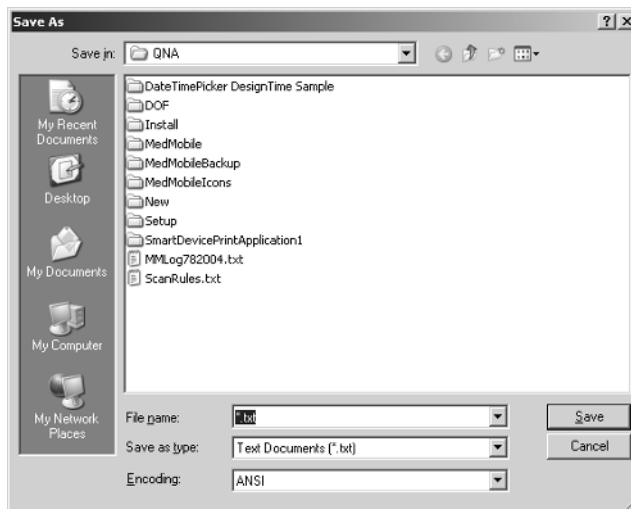 Save As
Save in:
QNA
My Recent
Documents
Desktop
My Documents
My Computer
My Network
Places
DateTimePicker DesignTime Sample
DOF
Install
MedMobile
MedMobileBackup
MedMobileIcons
New
Setup
SmartDevicePrintApplication1
MMLog782004.txt
ScanRules.txt
File name:
*.txt
Save
Save as type:
Text Documents (*.txt)
Cancel
Encoding:
ANSI